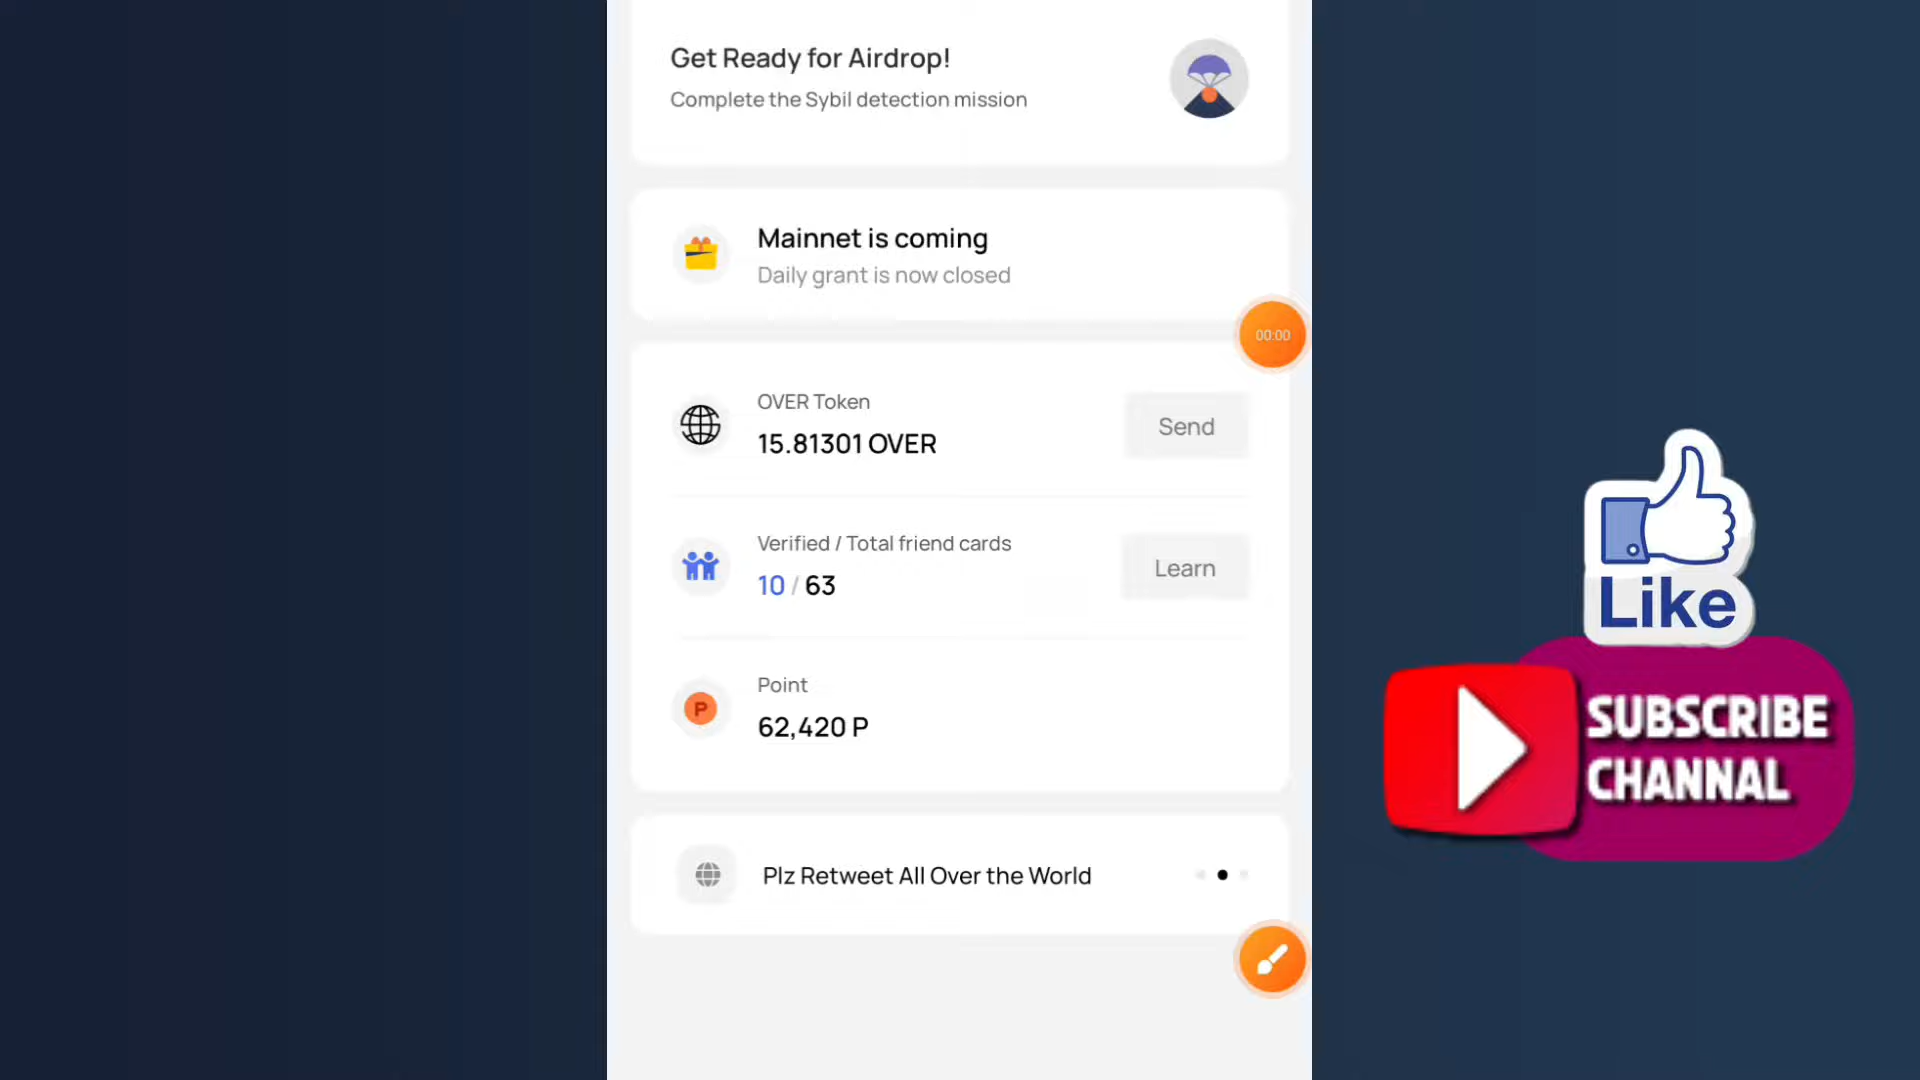 Get Ready for Airdrop!
Complete the Sybil detection mission
Mainnet is coming
Daily grant is now closed
00:00
OVER Token
15.81301 OVER
Send
Verified / Total friend cards
10 / 63
Learn
Point
P
62,420 P
Plz Retweet All Over the World
Like
SUBSCRIBE
CHANNAL